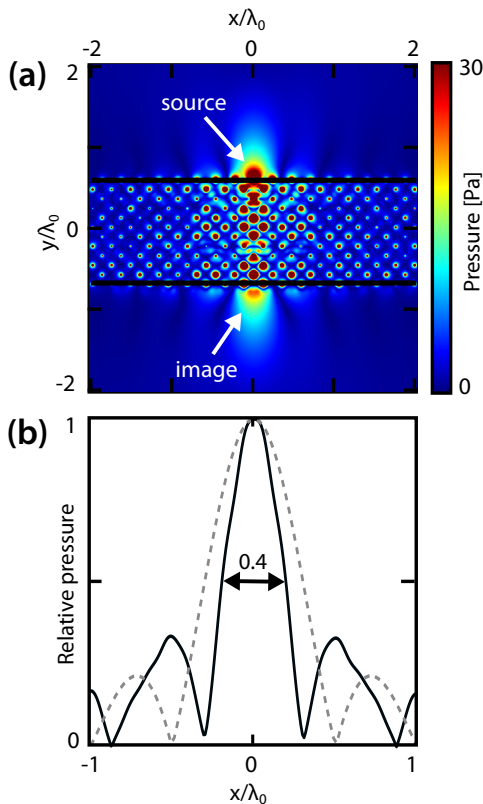 x/λ₀
-2 0 2
(a)
2
0
-2
y/λ₀
source
image
30
0
Pressure [Pa]
(b)
1
0
Relative pressure
0.4
-1 0 1
x/λ₀